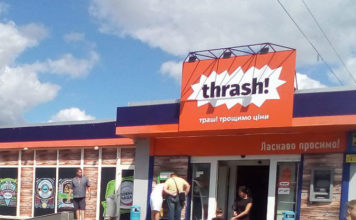 thrash!
траш! трощимо ціни
Ласкаво просимо!